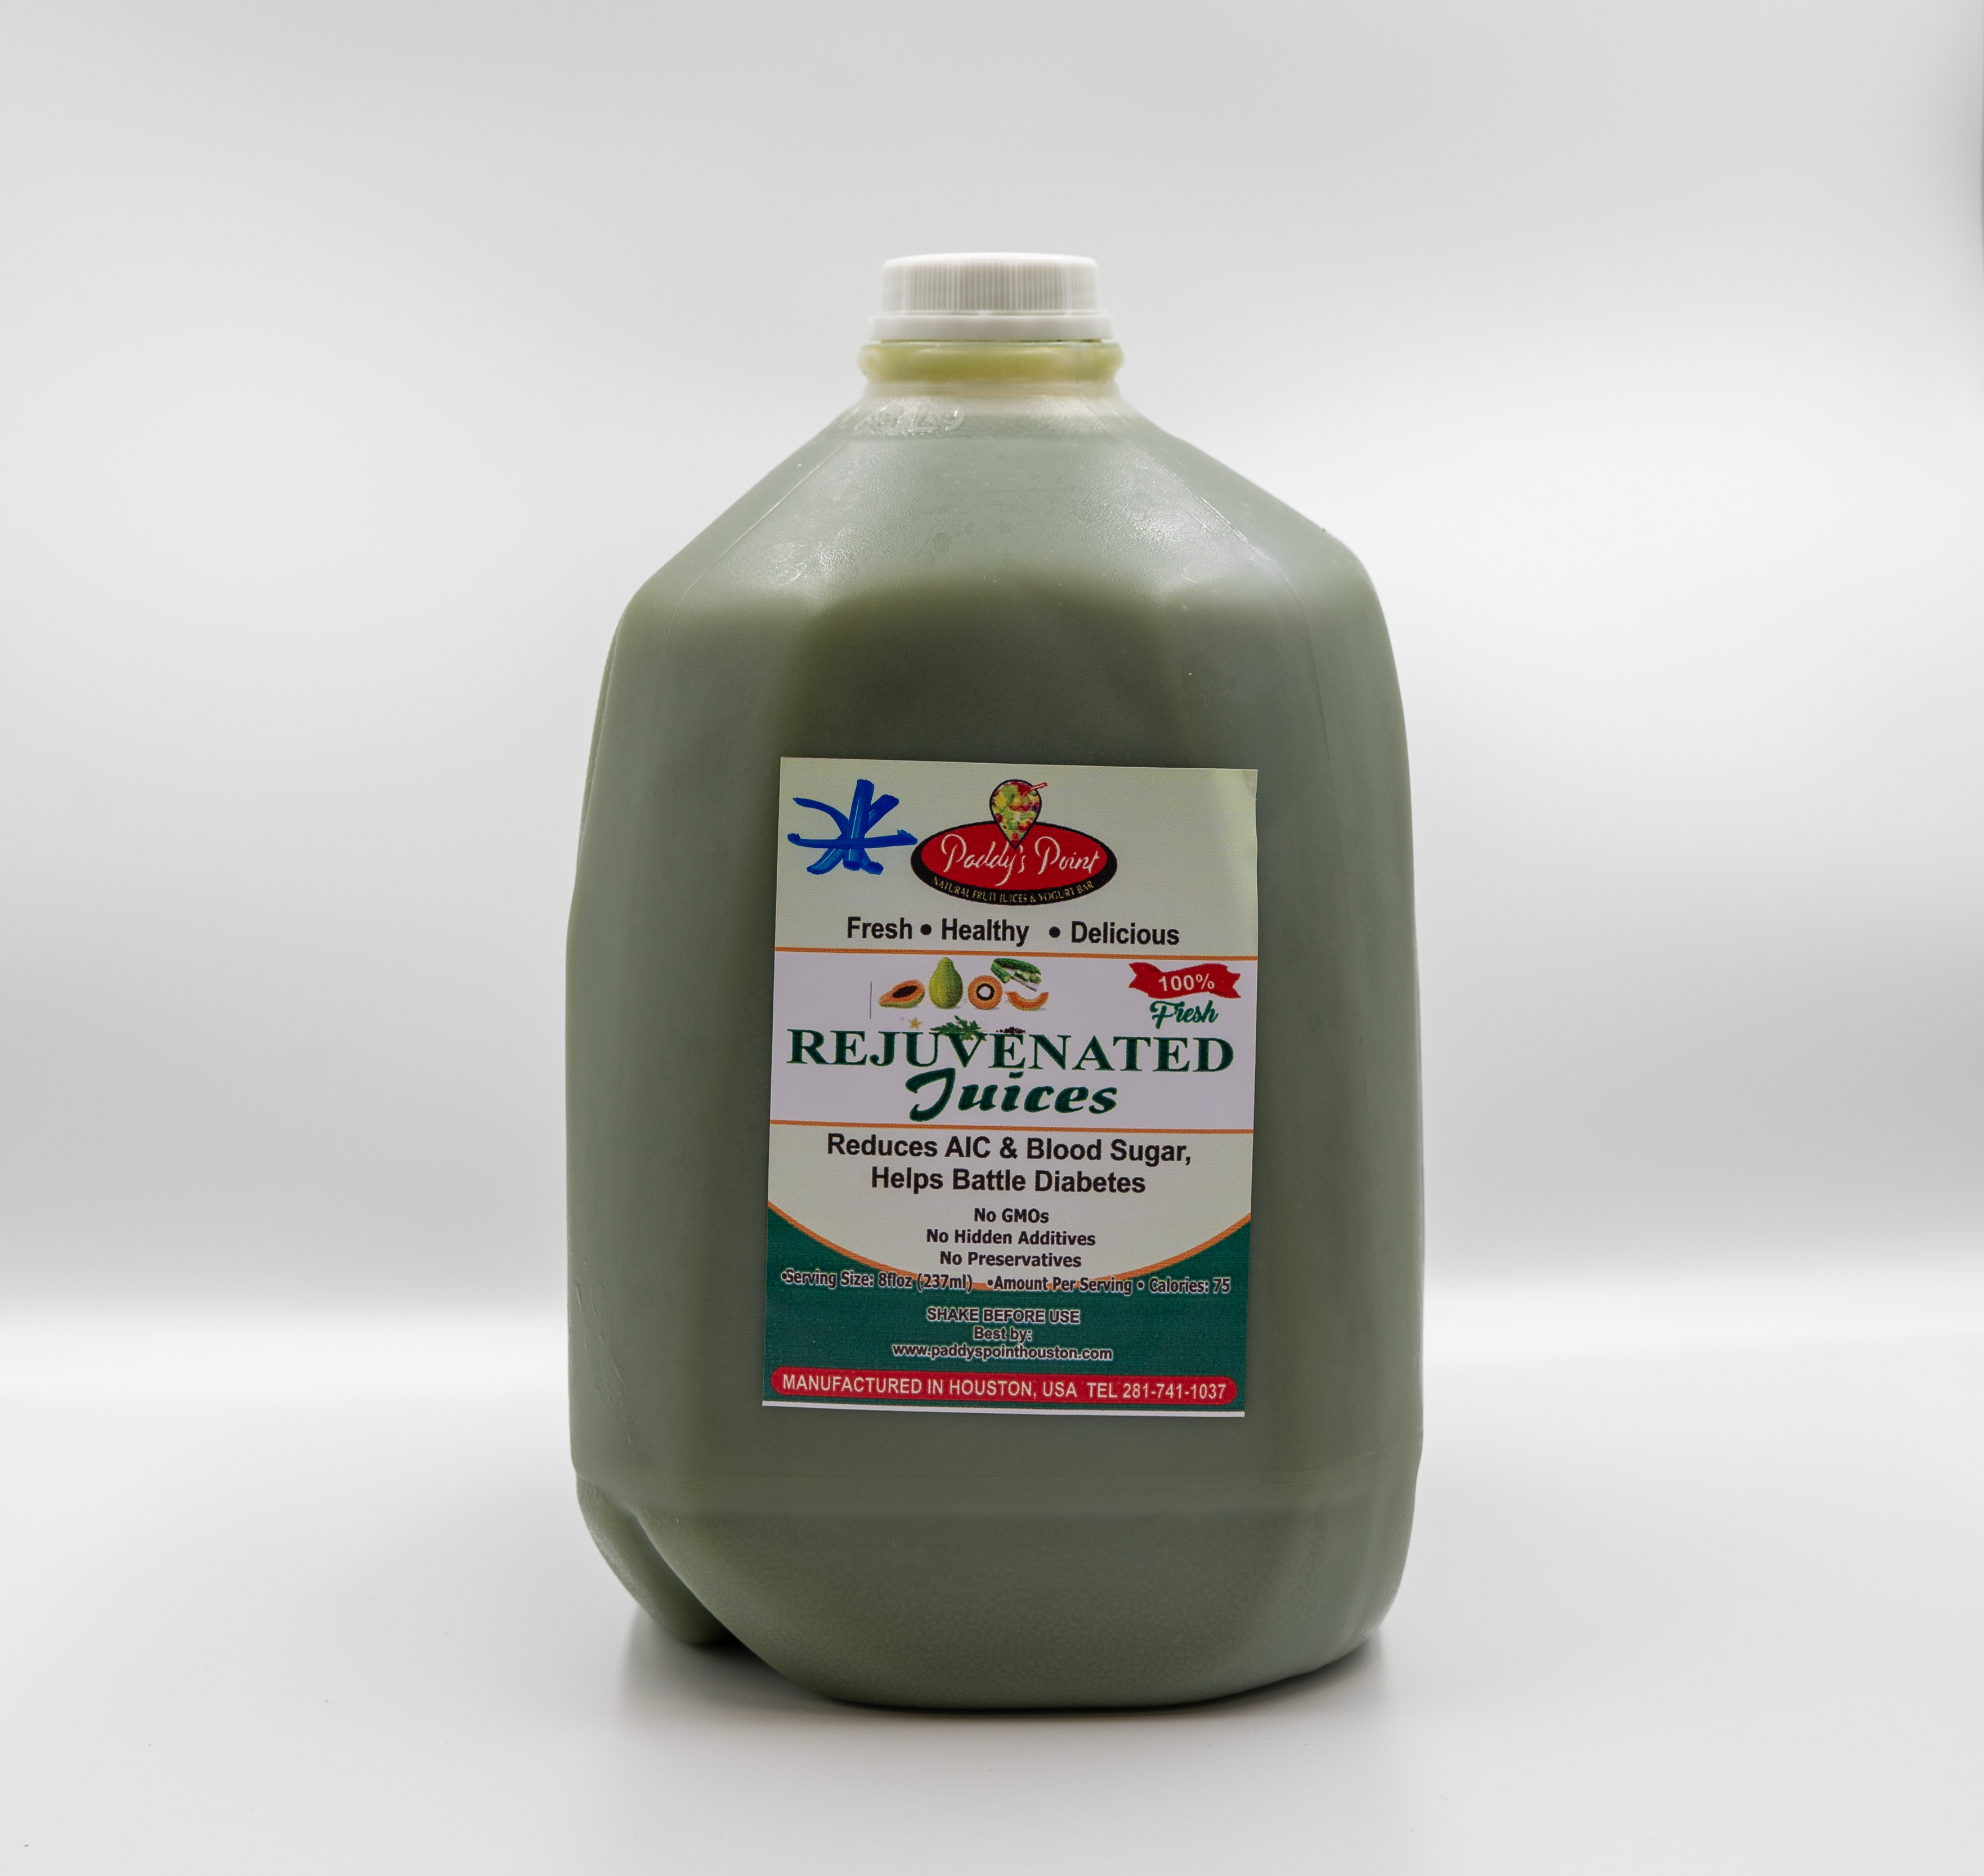 Paddy's Point
NATURAL FRUIT JUICES & YOGURT BAR
Fresh • Healthy • Delicious
100%
Fresh
REJUVENATED
Juices
Reduces AIC & Blood Sugar,
Helps Battle Diabetes
No GMOs
No Hidden Additives
No Preservatives
•Serving Size: 8floz (237ml) •Amount Per Serving • Calories: 75
SHAKE BEFORE USE
Best by:
www.paddyspointhouston.com
MANUFACTURED IN HOUSTON, USA TEL 281-741-1037